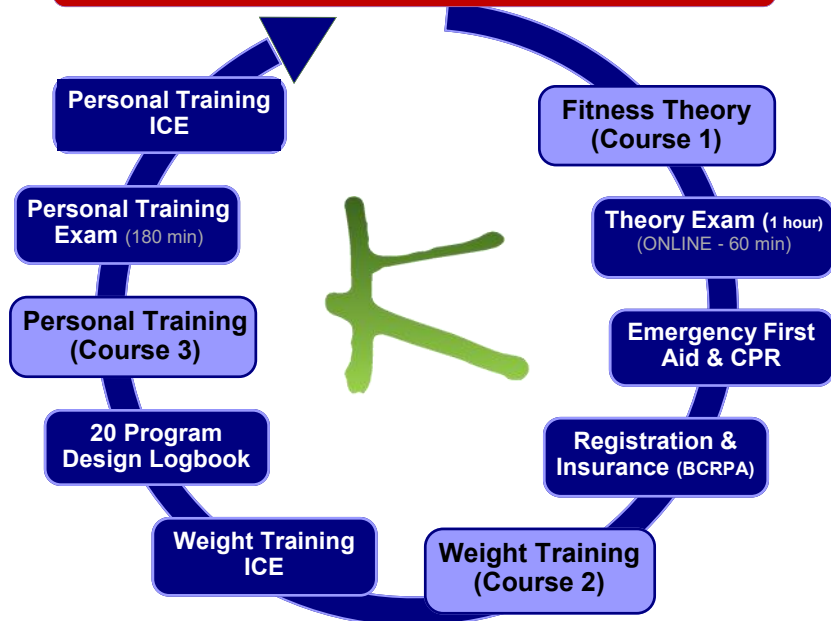 Fitness Theory
(Course 1)
Theory Exam (1 hour)
(ONLINE - 60 min)
Emergency First
Aid & CPR
Registration &
Insurance (BCRPA)
Weight Training
(Course 2)
Weight Training
ICE
20 Program
Design Logbook
Personal Training
(Course 3)
Personal Training
Exam (180 min)
Personal Training
ICE